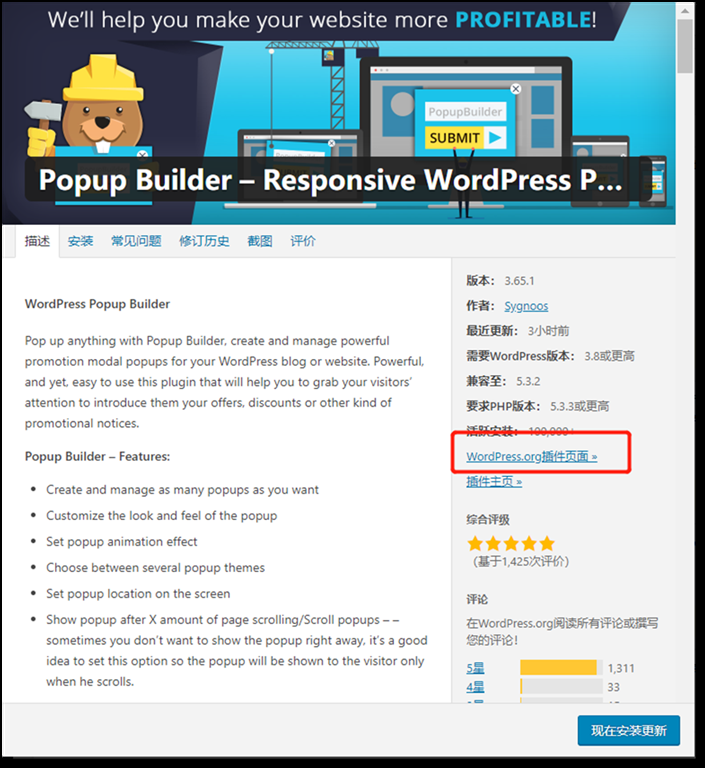 We'll help you make your website more PROFITABLE!
PopupBuilder
SUBMIT
Popup Builder – Responsive WordPress P...
描述 安装 常见问题 修订历史 截图 评价
WordPress Popup Builder
Pop up anything with Popup Builder, create and manage powerful
promotion modal popups for your WordPress blog or website. Powerful,
and yet, easy to use this plugin that will help you to grab your visitors'
attention to introduce them your offers, discounts or other kind of
promotional notices.
Popup Builder – Features:
• Create and manage as many popups as you want
• Customize the look and feel of the popup
• Set popup animation effect
• Choose between several popup themes
• Set popup location on the screen
• Show popup after X amount of page scrolling/Scroll popups – –
sometimes you don't want to show the popup right away, it's a good
idea to set this option so the popup will be shown to the visitor only
when he scrolls.
版本： 3.65.1
作者： Sygnoos
最近更新： 3小时前
需要WordPress版本： 3.8或更高
兼容至： 5.3.2
要求PHP版本： 5.3.3或更高
活跃安装： 100,000+
WordPress.org插件页面 »
插件主页 »
综合评级
（基于1,425次评价）
评论
在WordPress.org阅读所有评论或撰写
您的评论！
5星 1,311
4星 33
现在安装更新